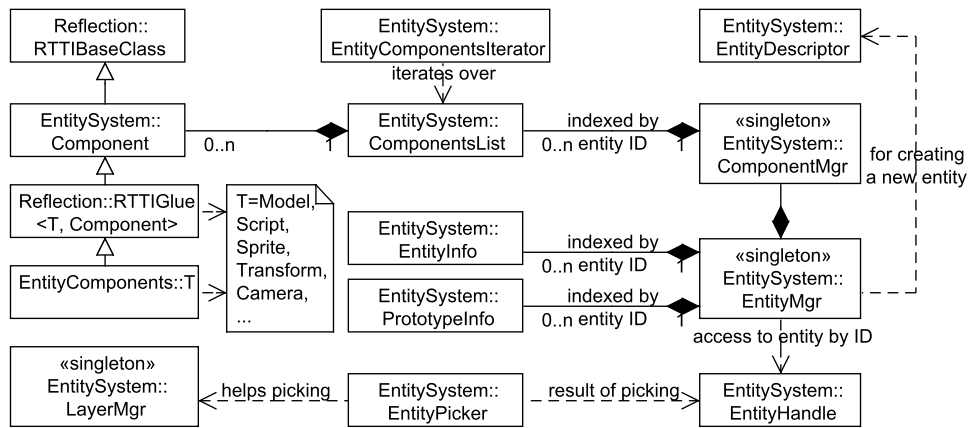 Reflection::
RTTIBaseClass
EntitySystem::
EntityComponentsIterator
EntitySystem::
EntityDescriptor
iterates over
EntitySystem::
Component
0..n
1
EntitySystem::
ComponentsList
indexed by
0..n entity ID
1
«singleton»
EntitySystem::
ComponentMgr
for creating
a new entity
Reflection::RTTIGlue
<T, Component>
T=Model,
Script,
Sprite,
Transform,
Camera,
...
EntitySystem::
EntityInfo
indexed by
0..n entity ID
1
«singleton»
EntitySystem::
EntityMgr
EntityComponents::T
EntitySystem::
PrototypeInfo
indexed by
0..n entity ID
1
access to entity by ID
«singleton»
EntitySystem::
LayerMgr
helps picking
EntitySystem::
EntityPicker
result of picking
EntitySystem::
EntityHandle